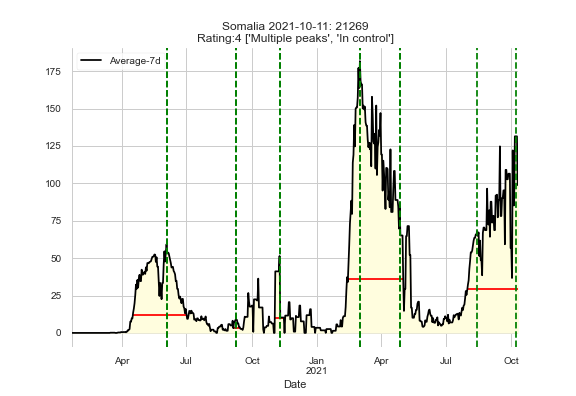 Somalia 2021-10-11: 21269
Rating:4 ['Multiple peaks', 'In control']
Average-7d
175
150
125
100
75
50
25
0
Apr Jul Oct Jan Apr Jul Oct
2021
Date